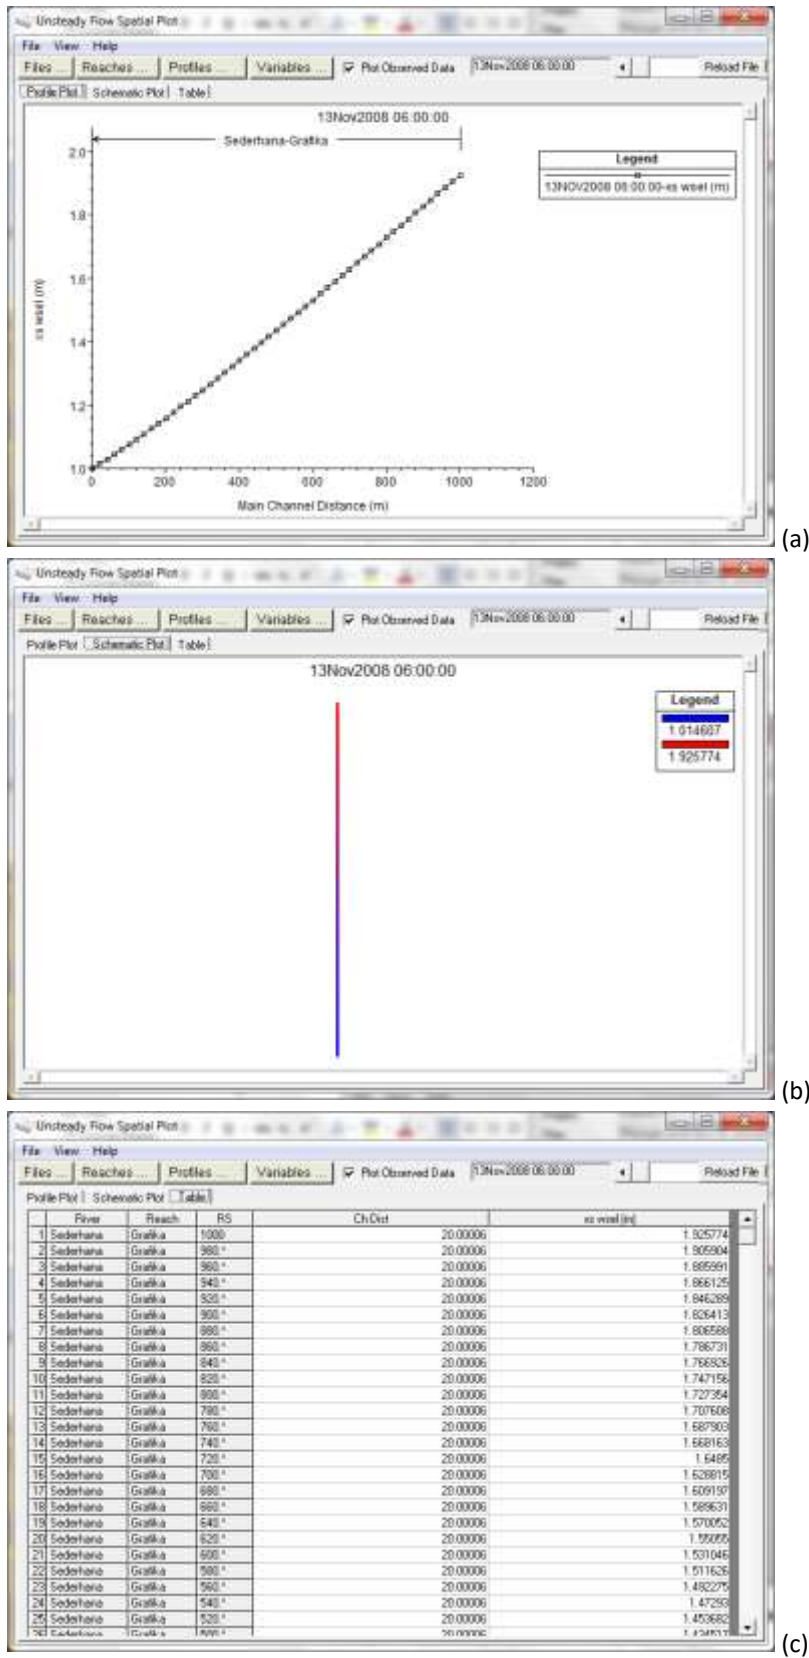 Unsteady Flow Spatial Plot
File View Help
Files ... Reaches ... Profiles ... Variables ... Plot Observed Data 13Nov2008 06:00:00 Reload File
Profile Plot Schematic Plot Table
13Nov2008 06:00:00
Sederhana-Grafika
Legend
13NOV2008 06:00:00-xs wsel (m)
2.0
1.8
1.6
1.4
1.2
1.0
xs wsel (m)
0 200 400 600 800 1000 1200
Main Channel Distance (m)
(a)
Unsteady Flow Spatial Plot
File View Help
Files ... Reaches ... Profiles ... Variables ... Plot Observed Data 13Nov2008 06:00:00 Reload File
Profile Plot Schematic Plot Table
13Nov2008 06:00:00
Legend
1.014607
1.925774
(b)
Unsteady Flow Spatial Plot
File View Help
Files ... Reaches ... Profiles ... Variables ... Plot Observed Data 13Nov2008 06:00:00 Reload File
Profile Plot Schematic Plot Table
River Reach RS Ch Dist xs wsel (m)
1 Sederhana Grafika 1000 20.00006 1.925774
2 Sederhana Grafika 980.* 20.00006 1.905904
3 Sederhana Grafika 960.* 20.00006 1.885991
4 Sederhana Grafika 940.* 20.00006 1.866125
5 Sederhana Grafika 920.* 20.00006 1.846289
6 Sederhana Grafika 900.* 20.00006 1.826413
7 Sederhana Grafika 880.* 20.00006 1.806588
8 Sederhana Grafika 860.* 20.00006 1.786731
9 Sederhana Grafika 840.* 20.00006 1.766926
10 Sederhana Grafika 820.* 20.00006 1.747156
11 Sederhana Grafika 800.* 20.00006 1.727354
12 Sederhana Grafika 780.* 20.00006 1.707608
13 Sederhana Grafika 760.* 20.00006 1.687903
14 Sederhana Grafika 740.* 20.00006 1.668163
15 Sederhana Grafika 720.* 20.00006 1.6485
16 Sederhana Grafika 700.* 20.00006 1.628815
17 Sederhana Grafika 680.* 20.00006 1.609197
18 Sederhana Grafika 660.* 20.00006 1.589631
19 Sederhana Grafika 640.* 20.00006 1.570052
20 Sederhana Grafika 620.* 20.00006 1.55055
21 Sederhana Grafika 600.* 20.00006 1.531046
22 Sederhana Grafika 580.* 20.00006 1.511626
23 Sederhana Grafika 560.* 20.00006 1.492275
24 Sederhana Grafika 540.* 20.00006 1.47293
25 Sederhana Grafika 520.* 20.00006 1.453682
26 Sederhana Grafika 500.* 20.00006 1.434517
(c)